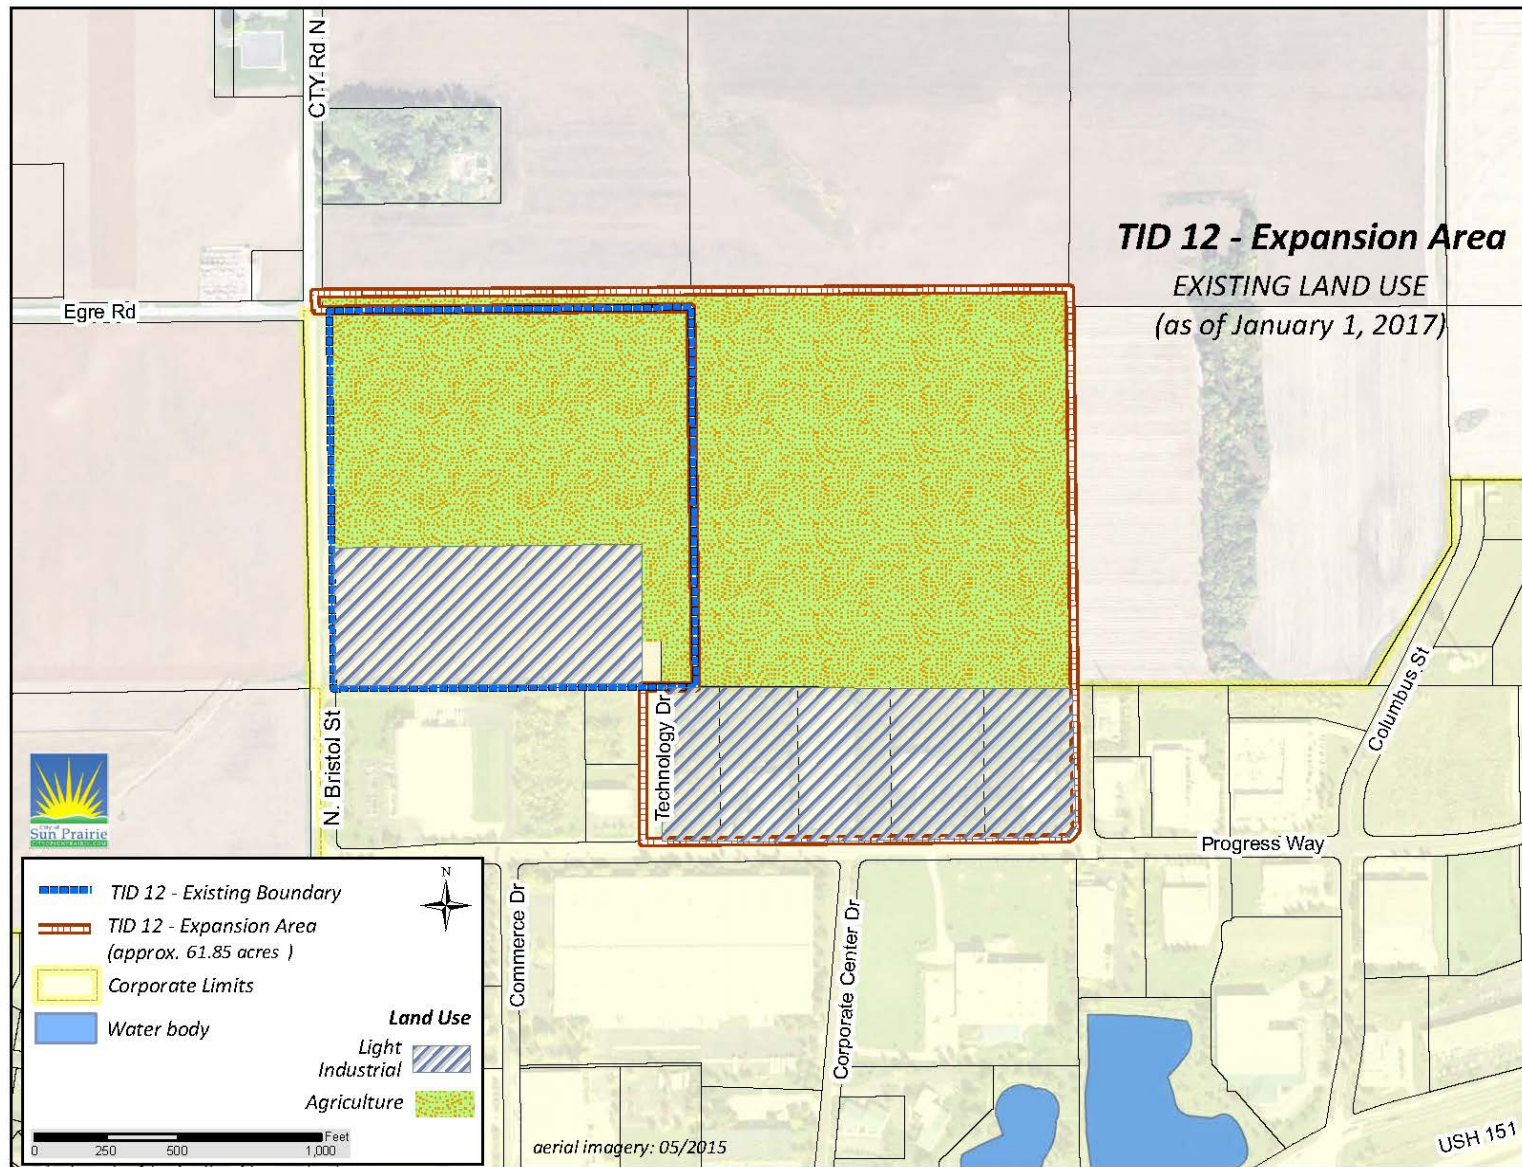 CTY Rd N
TID 12 - Expansion Area
EXISTING LAND USE
(as of January 1, 2017)
Egre Rd
Columbus St
N. Bristol St
Technology Dr
City of
Sun Prairie
Progress Way
Commerce Dr
Corporate Center Dr
USH 151
N
TID 12 - Existing Boundary
TID 12 - Expansion Area
(approx. 61.85 acres )
Corporate Limits
Water body
Land Use
Light
Industrial
Agriculture
Feet
0 250 500 1,000
aerial imagery: 05/2015